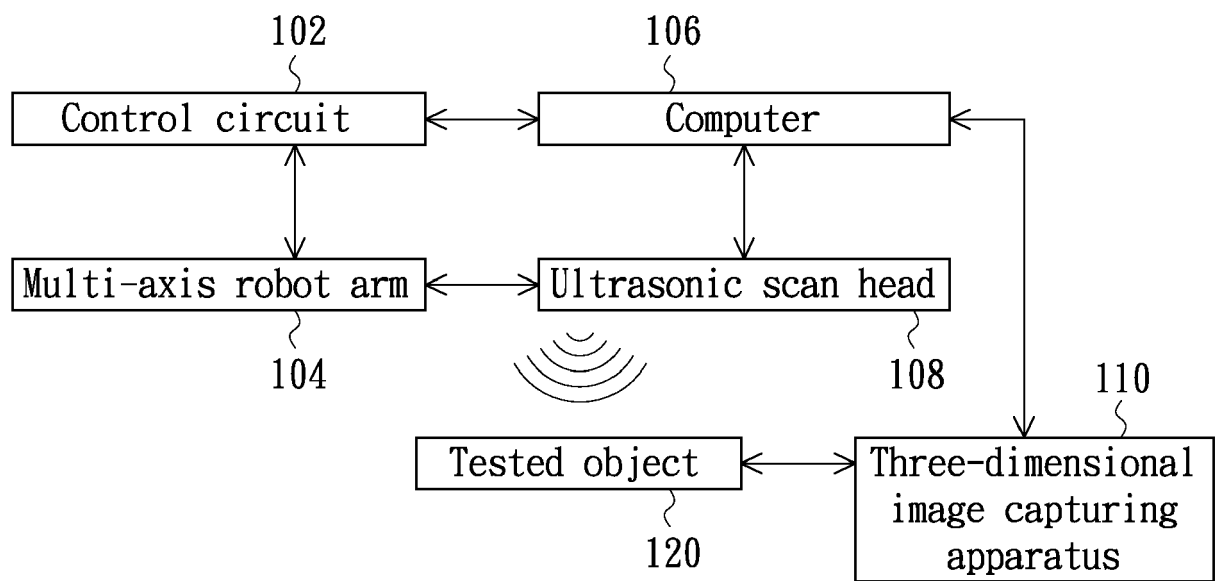 102
106
Control circuit
Computer
Multi-axis robot arm
Ultrasonic scan head
104
108
110
Tested object
Three-dimensional
image capturing
apparatus
120